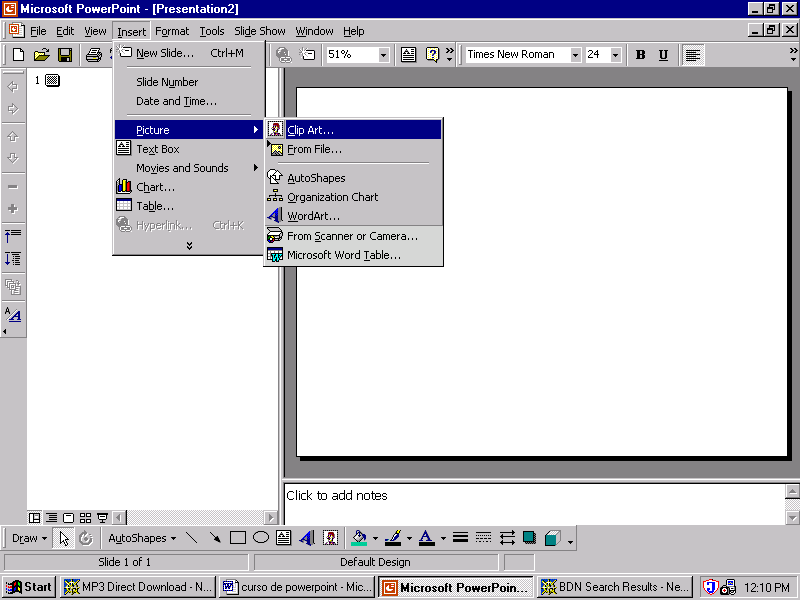 Microsoft PowerPoint - [Presentation2]
File Edit View Insert Format Tools Slide Show Window Help
New Slide... Ctrl+M
51%
Times New Roman
24
B U
1
Slide Number
Date and Time...
Picture
Text Box
Movies and Sounds
Chart...
Table...
Hyperlink... Ctrl+K
Clip Art...
From File...
AutoShapes
Organization Chart
WordArt...
From Scanner or Camera...
Microsoft Word Table...
Click to add notes
Draw AutoShapes
Slide 1 of 1 Default Design
Start MP3 Direct Download - N... curso de powerpoint - Mic... Microsoft PowerPoin... BDN Search Results - Ne... 12:10 PM